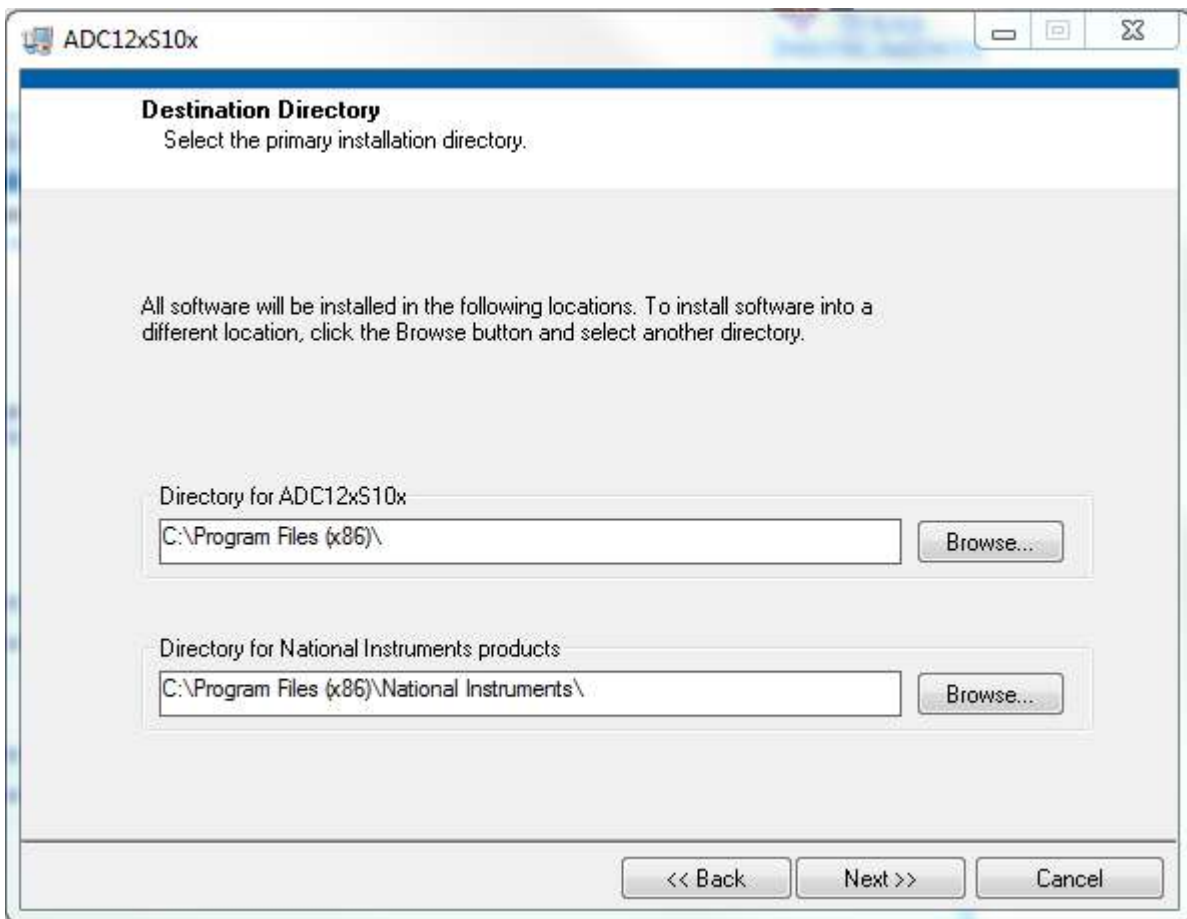 ADC12xS10x
Destination Directory
Select the primary installation directory.
All software will be installed in the following locations. To install software into a
different location, click the Browse button and select another directory.
Directory for ADC12xS10x
C:\Program Files (x86)\
Browse...
Directory for National Instruments products
C:\Program Files (x86)\National Instruments\
Browse...
<< Back
Next >>
Cancel